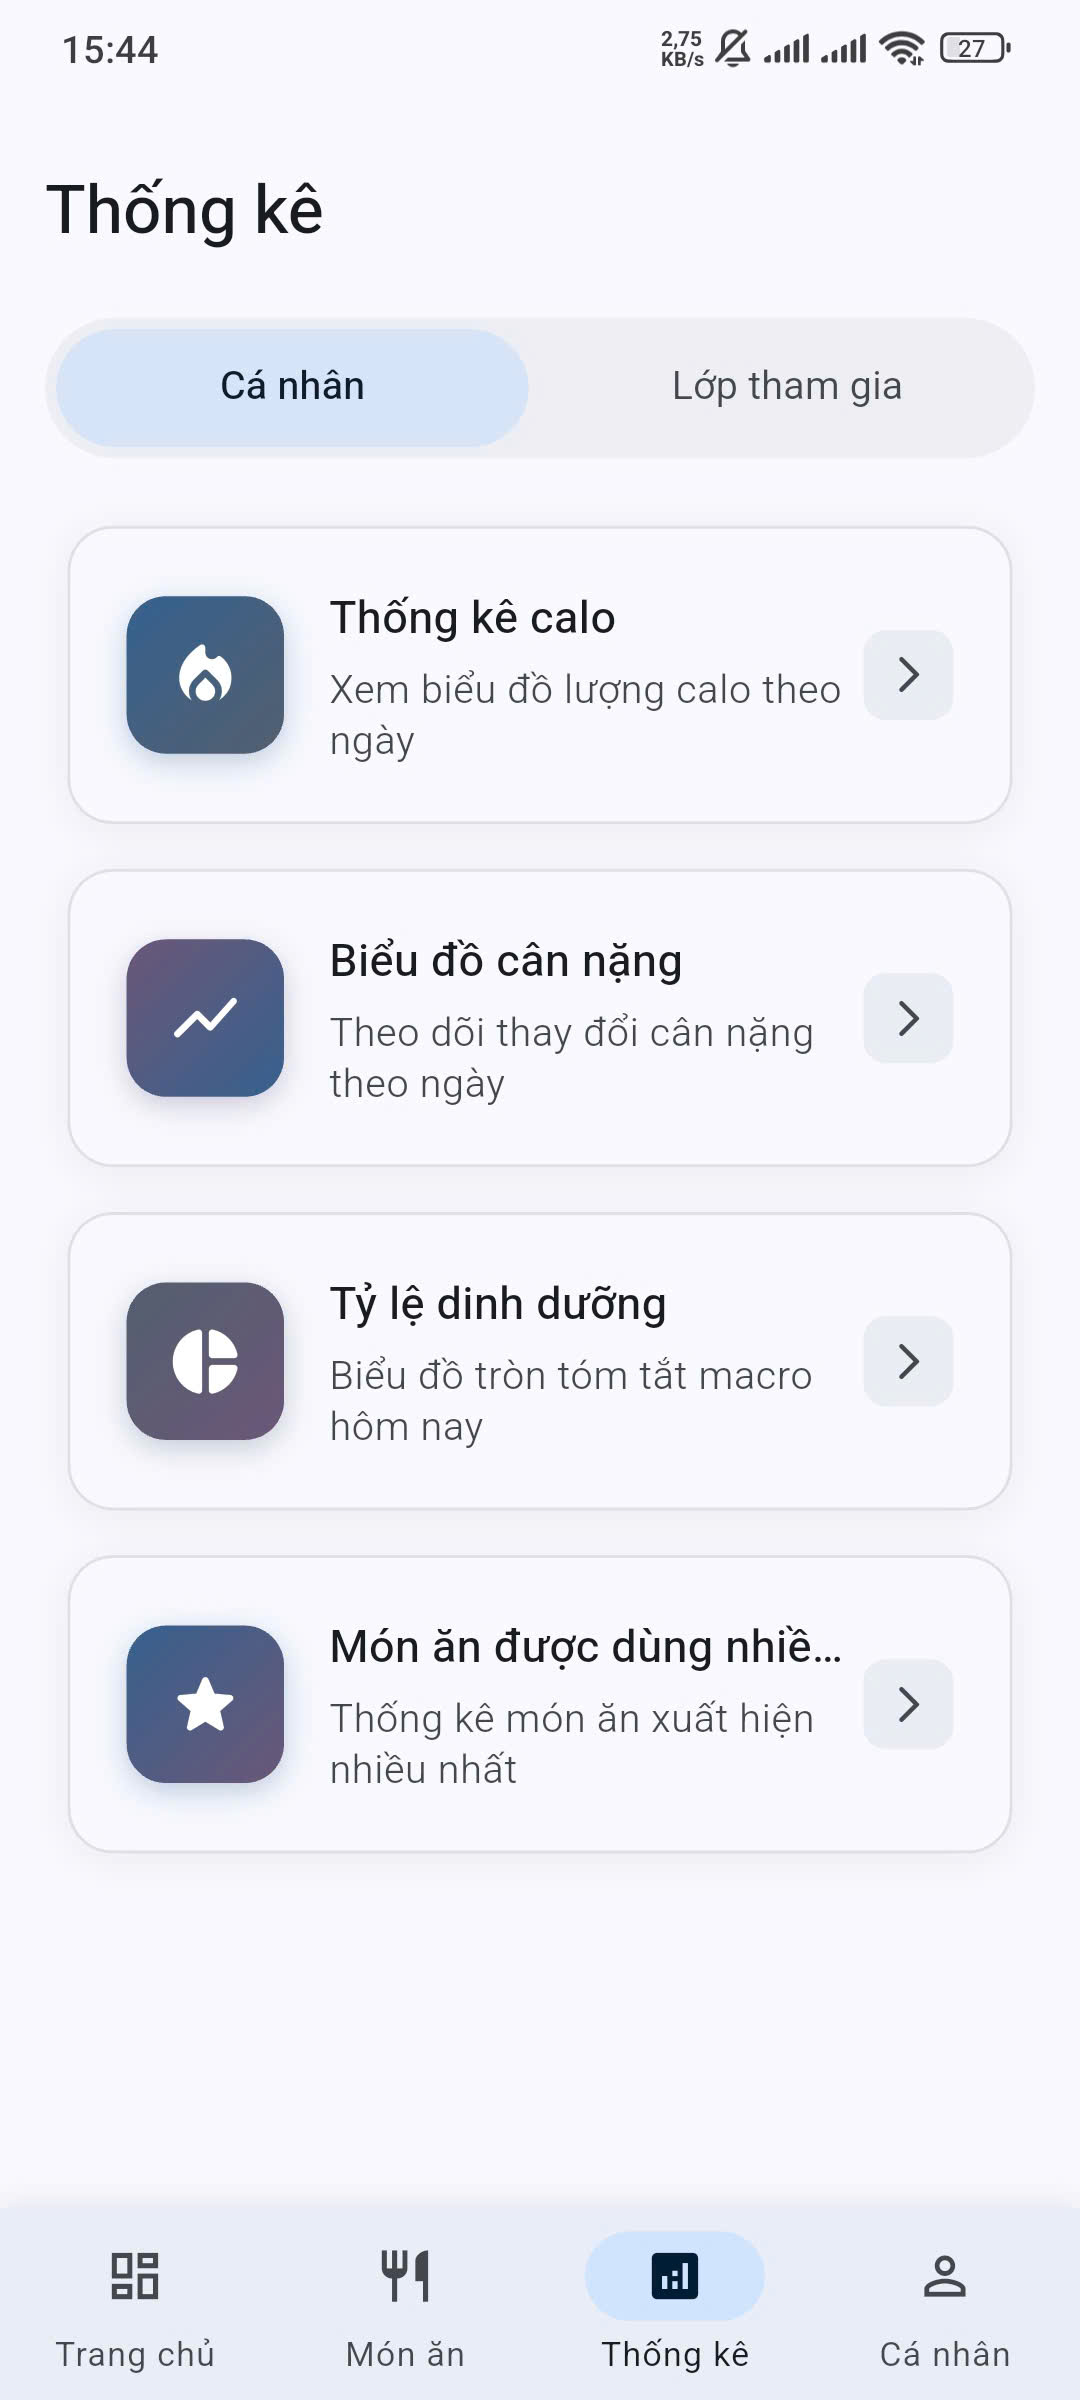 15:44
2,75
KB/s
27
Thống kê
Cá nhân
Lớp tham gia
Thống kê calo
Xem biểu đồ lượng calo theo
ngày
Biểu đồ cân nặng
Theo dõi thay đổi cân nặng
theo ngày
Tỷ lệ dinh dưỡng
Biểu đồ tròn tóm tắt macro
hôm nay
Món ăn được dùng nhiề...
Thống kê món ăn xuất hiện
nhiều nhất
Trang chủ
Món ăn
Thống kê
Cá nhân